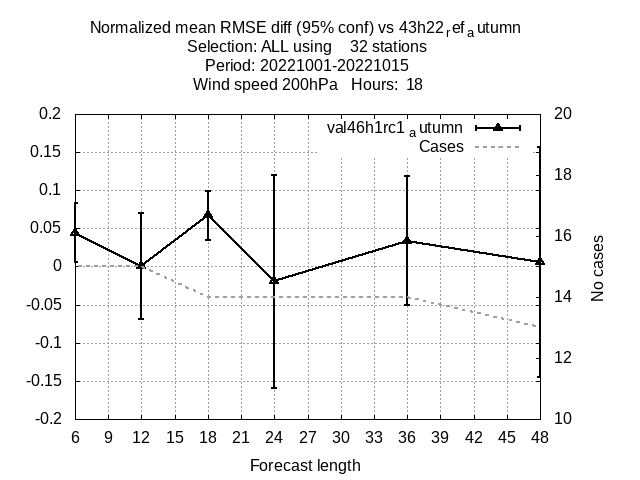 Normalized mean RMSE diff (95% conf) vs 43h22ref a utumn
Selection: ALL using 32 stations
Period: 20221001-20221015
Wind speed 200hPa Hours: 18
val46h1rc1 a utumn
Cases
0.2
0.15
0.1
0.05
0
-0.05
-0.1
-0.15
-0.2
20
18
16
14
12
10
No cases
6 9 12 15 18 21 24 27 30 33 36 39 42 45 48
Forecast length